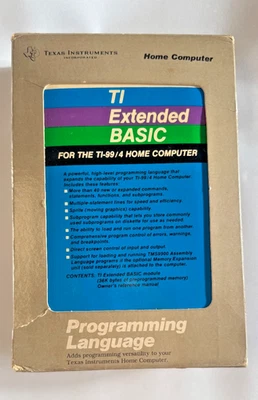 TEXAS INSTRUMENTS
INCORPORATED
Home Computer
TI
Extended
BASIC
FOR THE TI-99/4 HOME COMPUTER
A powerful, high-level programming language that
expands the capability of your TI-99/4 Home Computer.
Includes these features:
• More than 40 new or expanded commands,
statements, functions, and subprograms.
• Multiple-statement lines for speed and efficiency.
• Sprite (moving graphics) capability
• Subprogram capability that lets you store commonly
used subprograms on diskette for use as needed
• The ability to load and run one program from another
• Comprehensive program control of errors, warnings,
and breakpoints.
• Direct screen control of input and output
• Support for loading and running TMS9900 Assembly
Language programs if the optional Memory Expansion
unit (sold separately) is attached to the computer.
CONTENTS: TI Extended BASIC module
(36K bytes of preprogrammed memory)
Owner's reference manual
Programming
Language
Adds programming versatility to your
Texas Instruments Home Computer.